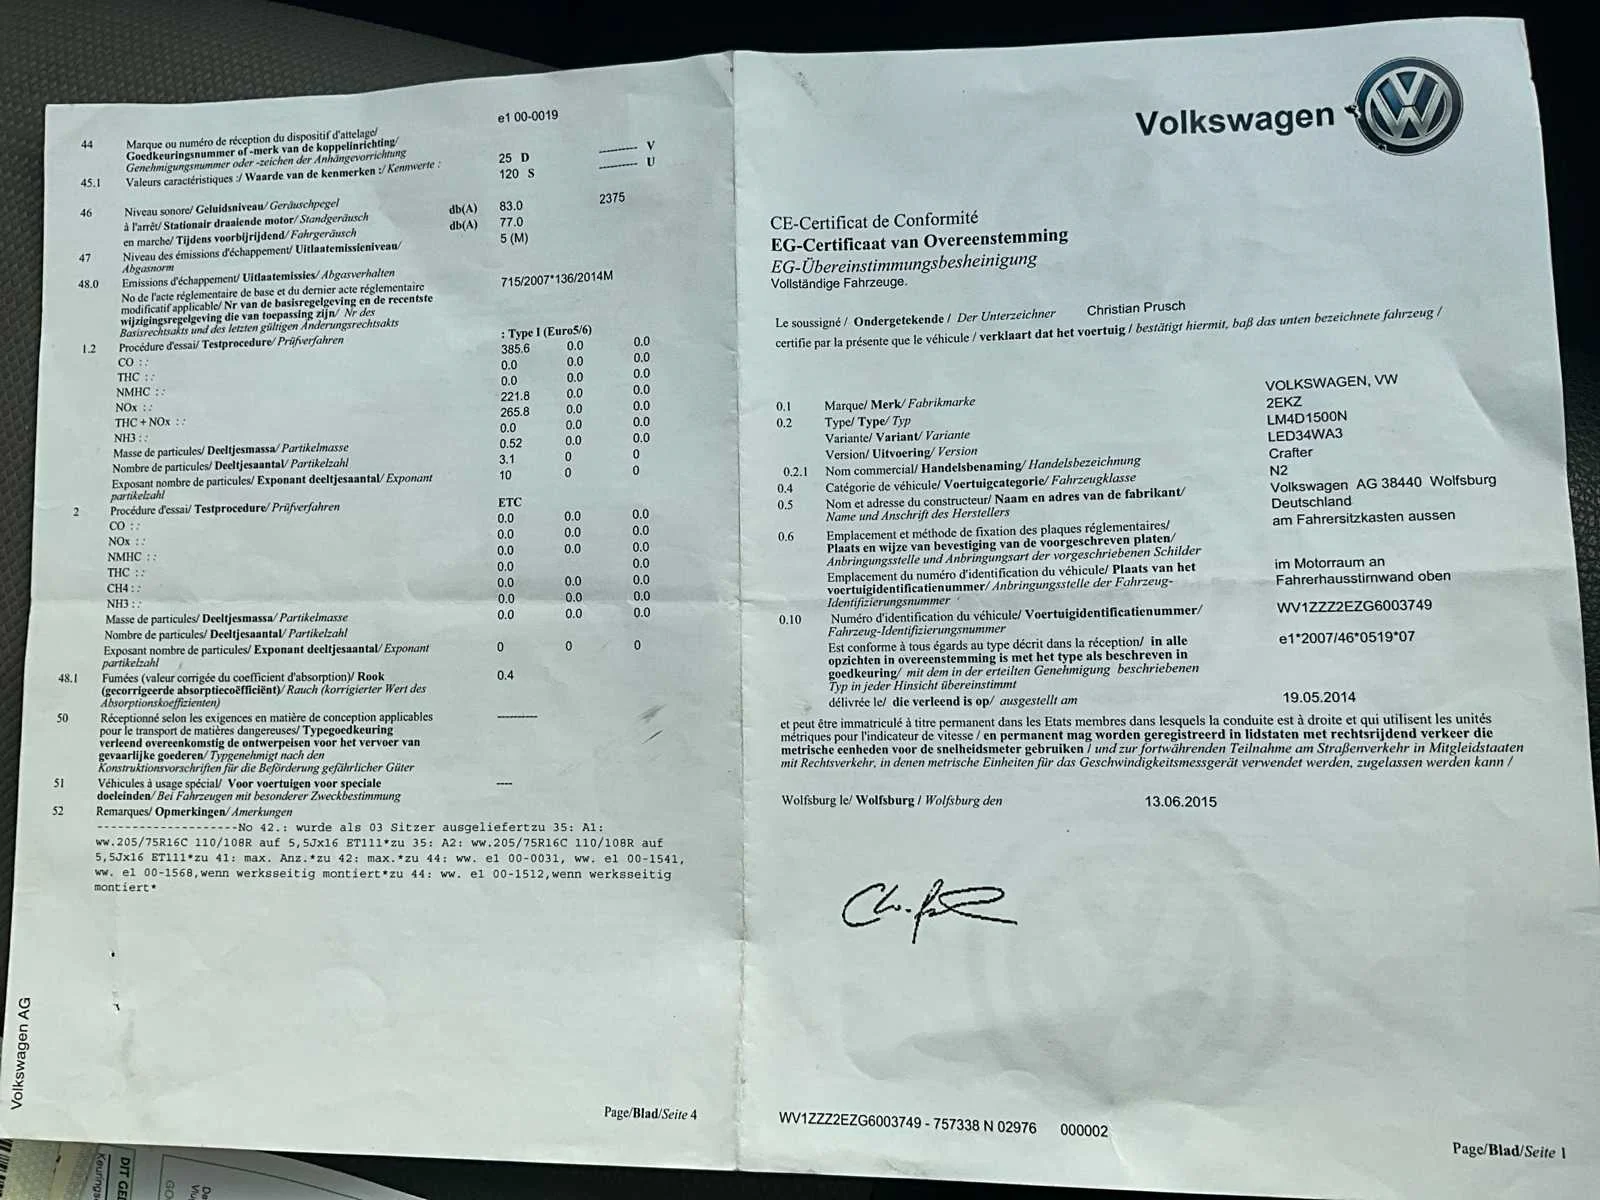 e1 00-0019
44 Marque ou numéro de réception du dispositif d'attelage/
Goedkeuringsnummer of -merk van de koppelinrichting/
Genehmigungsnummer oder -zeichen der Anhängevorrichtung
45.1 Valeurs caractéristiques :/ Waarde van de kenmerken :/ Kennwerte : 25 D -------- V
120 S -------- U
46 Niveau sonore/ Geluidsniveau/ Geräuschpegel
à l'arrêt/ Stationair draaiende motor/ Standgeräusch db(A) 83.0 2375
en marche/ Tijdens voorbijrijdend/ Fahrgeräusch db(A) 77.0
47 Niveau des émissions d'échappement/ Uitlaatemissieniveau/ 5 (M)
Abgasnorm
48.0 Emissions d'échappement/ Uitlaatemissies/ Abgasverhalten
No de l'acte réglementaire de base et du dernier acte réglementaire 715/2007*136/2014M
modificatif applicable/ Nr van de basisregelgeving en de recentste
wijzigingsregelgeving die van toepassing zijn/ Nr des
Basisrechtsakts und des letzten gültigen Änderungsrechtsakts
1.2 Procédure d'essai/ Testprocedure/ Prüfverfahren : Type I (Euro5/6)
CO : : 385.6 0.0 0.0
THC : : 0.0 0.0 0.0
NMHC : : 0.0 0.0 0.0
NOx : : 221.8 0.0 0.0
THC + NOx : : 265.8 0.0 0.0
NH3 : : 0.0 0.0 0.0
Masse de particules/ Deeltjesmassa/ Partikelmasse 0.52 0.0 0.0
Nombre de particules/ Deeltjesaantal/ Partikelzahl 3.1 0 0
Exposant nombre de particules/ Exponant deeltjesaantal/ Exponant 10 0 0
partikelzahl
2 Procédure d'essai/ Testprocedure/ Prüfverfahren ETC
CO : : 0.0 0.0 0.0
NOx : : 0.0 0.0 0.0
NMHC : : 0.0 0.0 0.0
THC : : 0.0 0.0
CH4 : : 0.0 0.0 0.0
NH3 : : 0.0 0.0 0.0
Masse de particules/ Deeltjesmassa/ Partikelmasse 0.0 0.0 0.0
Nombre de particules/ Deeltjesaantal/ Partikelzahl
Exposant nombre de particules/ Exponant deeltjesaantal/ Exponant 0 0 0
partikelzahl
48.1 Fumées (valeur corrigée du coefficient d'absorption)/ Rook 0.4
(gecorrigeerde absorptiecoëfficiënt)/ Rauch (korrigierter Wert des
Absorptionskoeffizienten)
50 Réceptionné selon les exigences en matière de conception applicables ----------
pour le transport de matières dangereuses/ Typegoedkeuring
verleend overeenkomstig de ontwerpeisen voor het vervoer van
gevaarlijke goederen/ Typgenehmigt nach den
Konstruktionsvorschriften für die Beförderung gefährlicher Güter
51 Véhicules à usage spécial/ Voor voertuigen voor speciale ----
doeleinden/ Bei Fahrzeugen mit besonderer Zweckbestimmung
52 Remarques/ Opmerkingen/ Amerkungen
--------------------No 42.: wurde als 03 Sitzer ausgeliefertzu 35: A1:
ww.205/75R16C 110/108R auf 5,5Jx16 ET111*zu 35: A2: ww.205/75R16C 110/108R auf
5,5Jx16 ET111*zu 41: max. Anz.*zu 42: max.*zu 44: ww. e1 00-0031, ww. e1 00-1541,
ww. e1 00-1568,wenn werksseitig montiert*zu 44: ww. e1 00-1512,wenn werksseitig
montiert*
Volkswagen AG
Page/Blad/Seite 4
Volkswagen
CE-Certificat de Conformité
EG-Certificaat van Overeenstemming
EG-Übereinstimmungsbesheinigung
Vollständige Fahrzeuge.
Le soussigné / Ondergetekende / Der Unterzeichner Christian Prusch
certifie par la présente que le véhicule / verklaart dat het voertuig / bestätigt hiermit, baß das unten bezeichnete fahrzeug /
0.1 Marque/ Merk/ Fabrikmarke VOLKSWAGEN, VW
0.2 Type/ Type/ Typ 2EKZ
Variante/ Variant/ Variante LM4D1500N
Version/ Uitvoering/ Version LED34WA3
0.2.1 Nom commercial/ Handelsbenaming/ Handelsbezeichnung Crafter
0.4 Catégorie de véhicule/ Voertuigcategorie/ Fahrzeugklasse N2
0.5 Nom et adresse du constructeur/ Naam en adres van de fabrikant/ Volkswagen AG 38440 Wolfsburg
Name und Anschrift des Herstellers Deutschland
0.6 Emplacement et méthode de fixation des plaques réglementaires/ am Fahrersitzkasten aussen
Plaats en wijze van bevestiging van de voorgeschreven platen/
Anbringungsstelle und Anbringungsart der vorgeschriebenen Schilder
Emplacement du numéro d'identification du véhicule/ Plaats van het im Motorraum an
voertuigidentificatienummer/ Anbringungsstelle der Fahrzeug- Fahrerhausstirnwand oben
Identifizierungsnummer
0.10 Numéro d'identification du véhicule/ Voertuigidentificatienummer/ WV1ZZZ2EZG6003749
Fahrzeug-Identifizierungsnummer
Est conforme à tous égards au type décrit dans la réception/ in alle e1*2007/46*0519*07
opzichten in overeenstemming is met het type als beschreven in
goedkeuring/ mit dem in der erteilten Genehmigung beschriebenen
Typ in jeder Hinsicht übereinstimmt
délivrée le/ die verleend is op/ ausgestellt am 19.05.2014
et peut être immatriculé à titre permanent dans les Etats membres dans lesquels la conduite est à droite et qui utilisent les unités
métriques pour l'indicateur de vitesse / en permanent mag worden geregistreerd in lidstaten met rechtsrijdend verkeer die
metrische eenheden voor de snelheidsmeter gebruiken / und zur fortwährenden Teilnahme am Straßenverkehr in Mitgliedstaaten
mit Rechtsverkehr, in denen metrische Einheiten für das Geschwindigkeitsmessgerät verwendet werden, zugelassen werden kann /
Wolfsburg le/ Wolfsburg / Wolfsburg den 13.06.2015
WV1ZZZ2EZG6003749 - 757338 N 02976 000002
Page/Blad/Seite 1